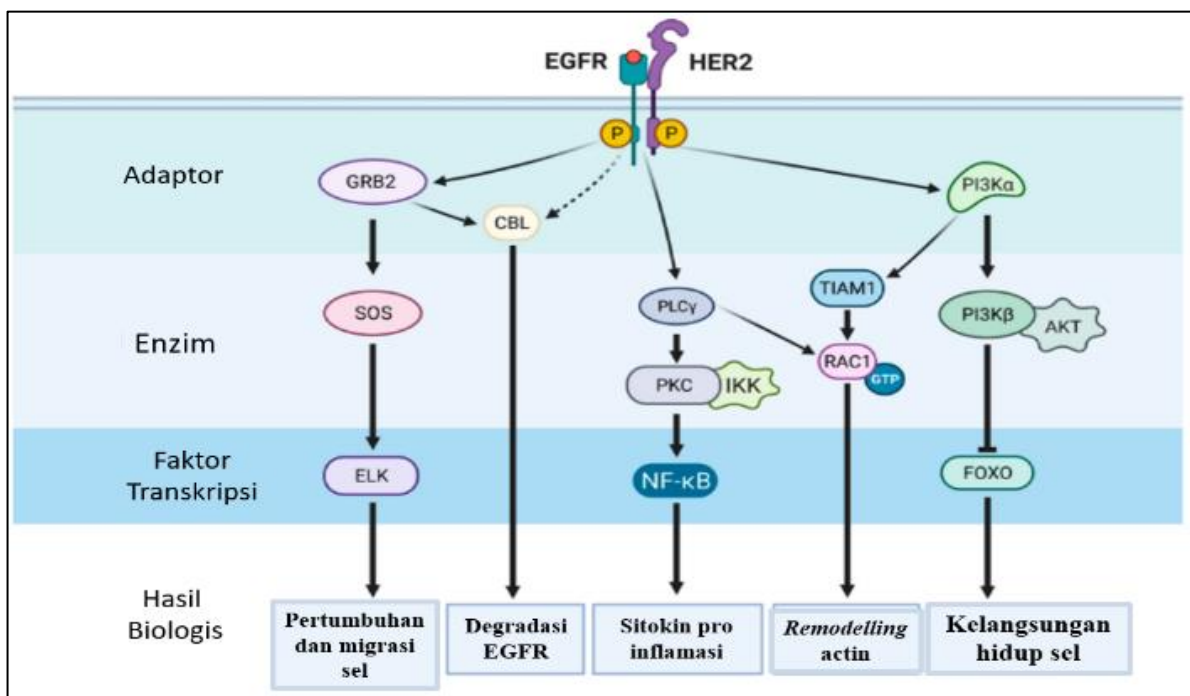 EGFR
HER2
P
P
Adaptor
GRB2
CBL
PI3Kα
Enzim
SOS
PLCγ
TIAM1
PI3Kβ
AKT
RAC1
GTP
PKC
IKK
Faktor
Transkripsi
ELK
NF-κB
FOXO
Hasil
Biologis
Pertumbuhan
dan migrasi
sel
Degradasi
EGFR
Sitokin pro
inflamasi
Remodelling
actin
Kelangsungan
hidup sel